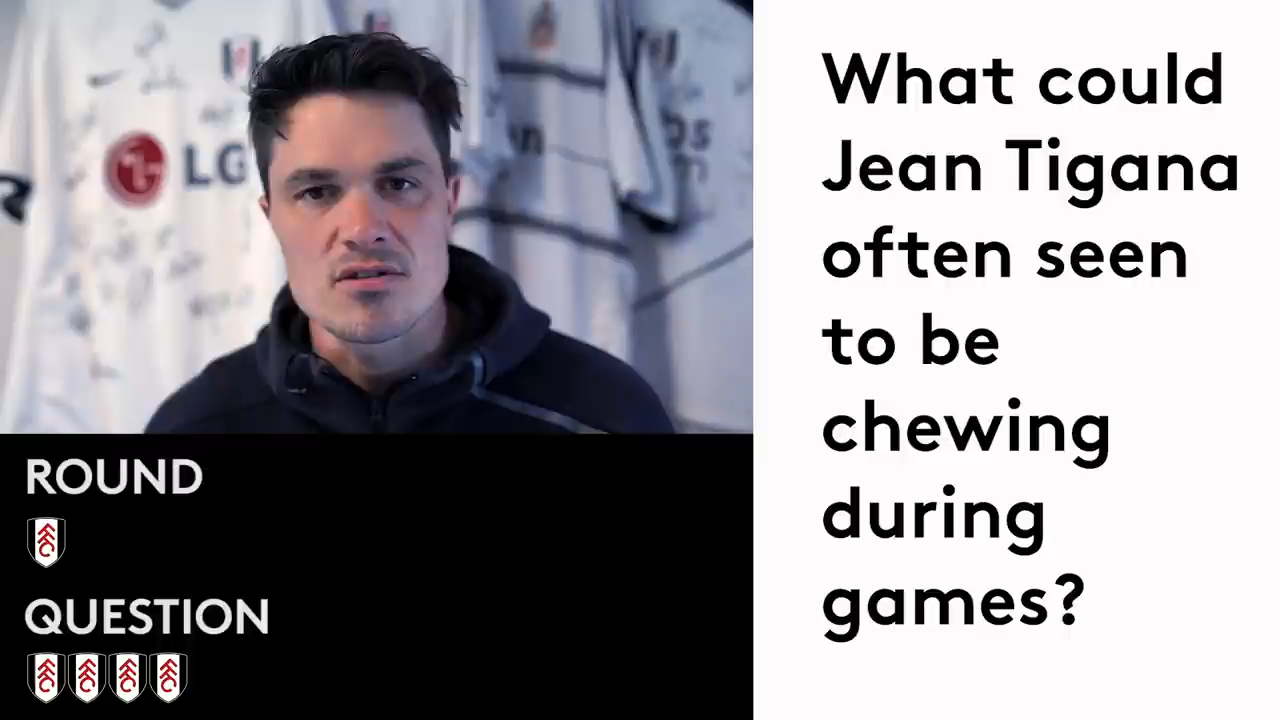 LG
What could
Jean Tigana
often seen
to be
chewing
during
games?
ROUND
QUESTION